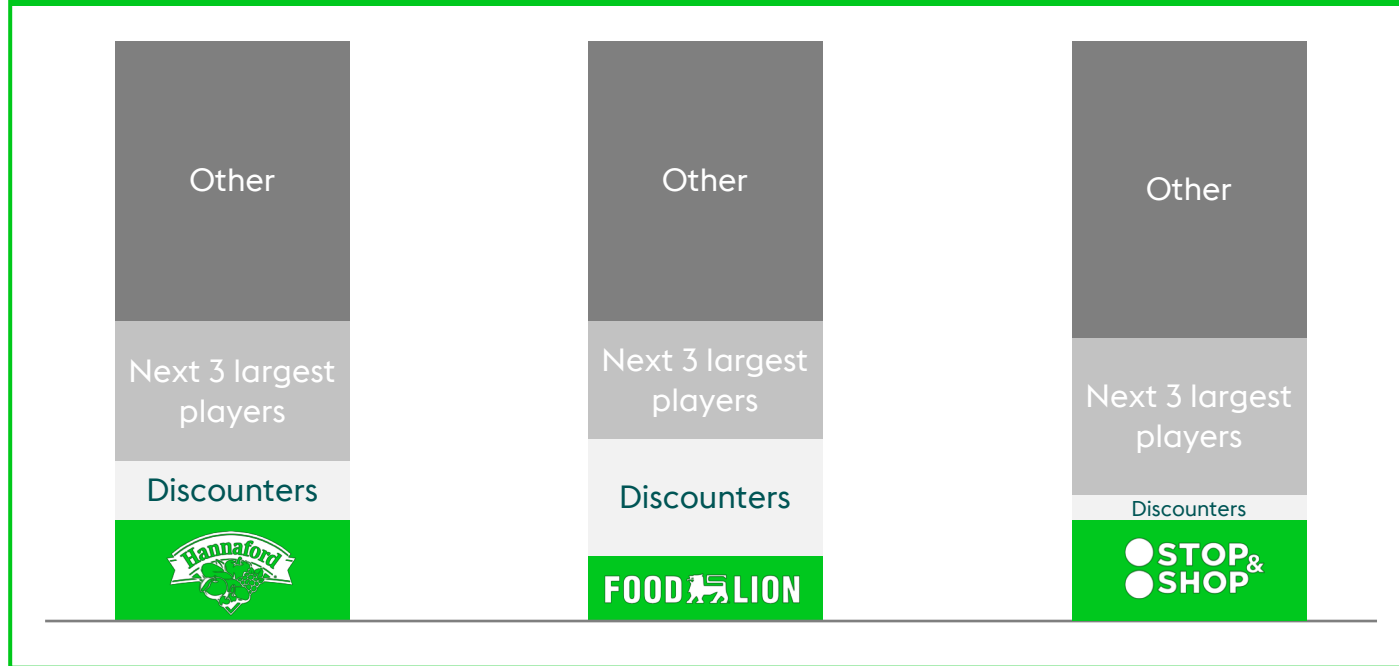 Other
Next 3 largest
players
Discounters
Hannaford
Other
Next 3 largest
players
Discounters
FOOD LION
Other
Next 3 largest
players
Discounters
STOP &
SHOP